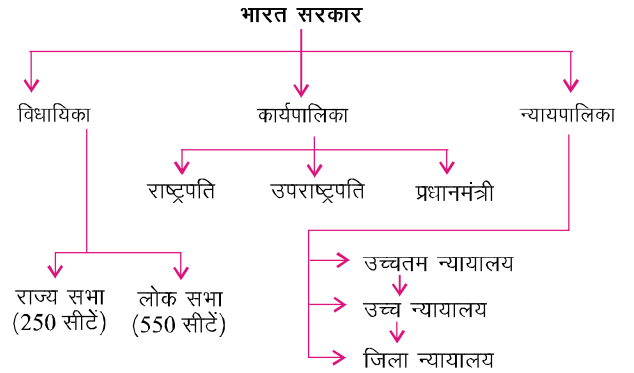 भारत सरकार
विधायिका
कार्यपालिका
न्यायपालिका
राष्ट्रपति
उपराष्ट्रपति
प्रधानमंत्री
राज्य सभा
(250 सीटें)
लोक सभा
(550 सीटें)
उच्चतम न्यायालय
उच्च न्यायालय
जिला न्यायालय